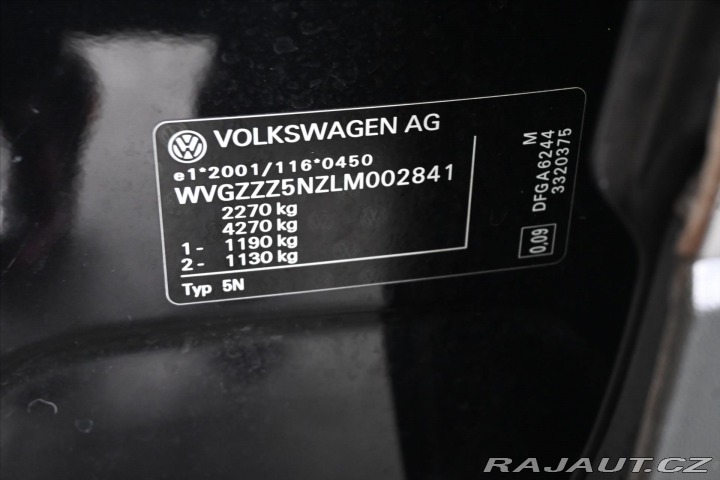 VOLKSWAGEN AG
e1*2001/116*0450
WVGZZZ5NZLM002841
2270 kg
4270 kg
1- 1190 kg
2- 1130 kg
Typ 5N
M
DFGA6244
3320375
0,09
RAJAUT.CZ